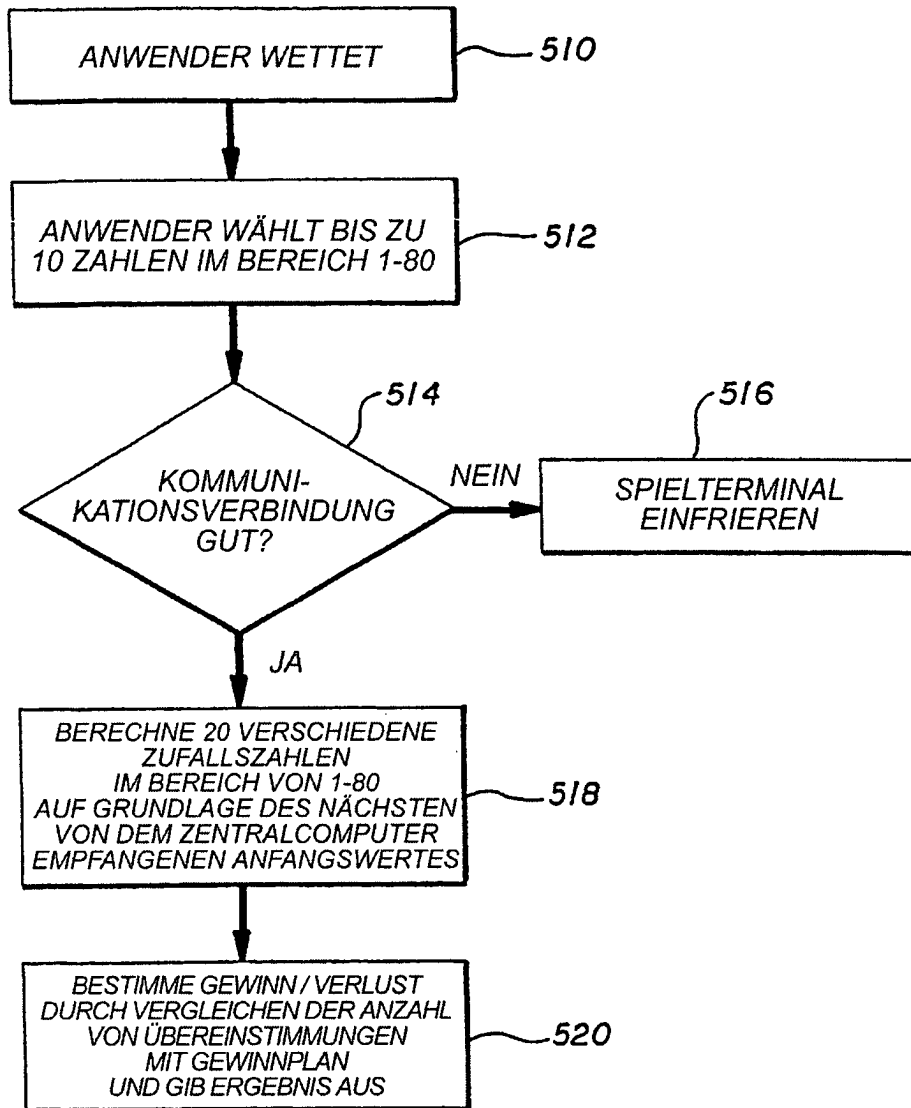 ANWENDER WETTET
510
ANWENDER WÄHLT BIS ZU
10 ZAHLEN IM BEREICH 1-80
512
514
KOMMUNI-
KATIONSVERBINDUNG
GUT?
NEIN
516
SPIELTERMINAL
EINFRIEREN
JA
BERECHNE 20 VERSCHIEDENE
ZUFALLSZAHLEN
IM BEREICH VON 1-80
AUF GRUNDLAGE DES NÄCHSTEN
VON DEM ZENTRALCOMPUTER
EMPFANGENEN ANFANGSWERTES
518
BESTIMME GEWINN / VERLUST
DURCH VERGLEICHEN DER ANZAHL
VON ÜBEREINSTIMMUNGEN
MIT GEWINNPLAN
UND GIB ERGEBNIS AUS
520